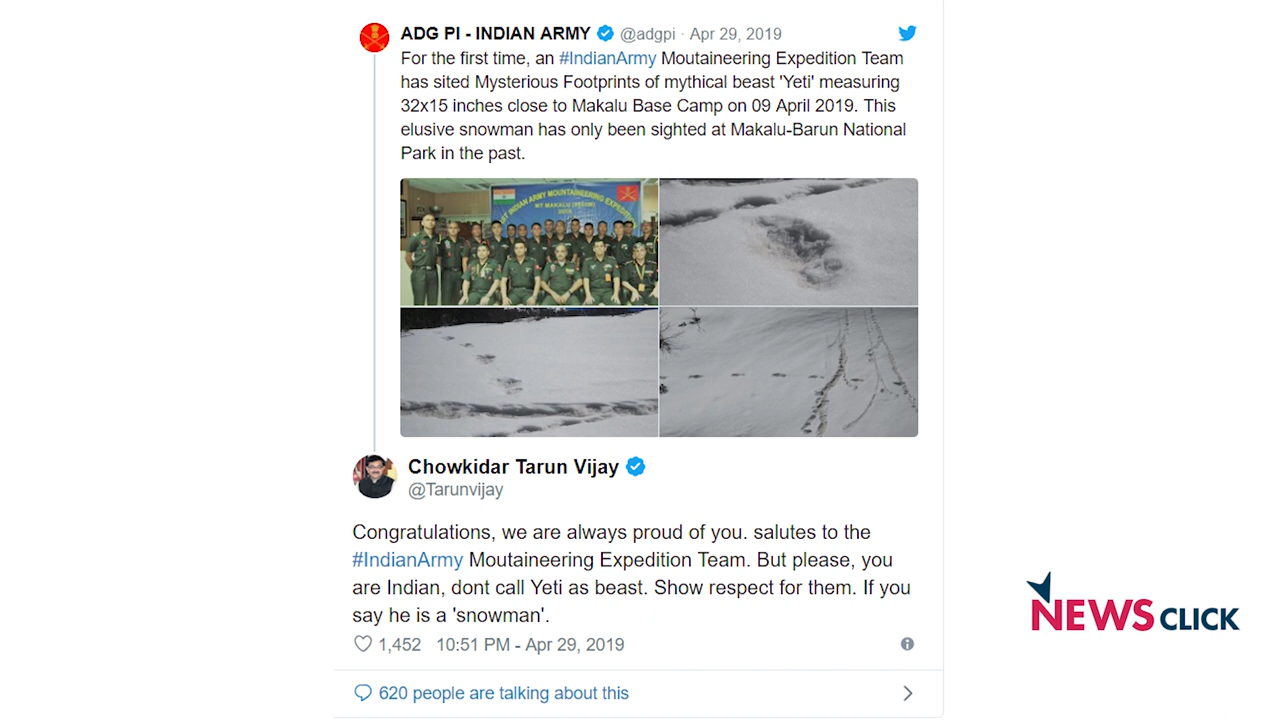 ADG PI - INDIAN ARMY @adgpi · Apr 29, 2019
For the first time, an #IndianArmy Moutaineering Expedition Team
has sited Mysterious Footprints of mythical beast 'Yeti' measuring
32x15 inches close to Makalu Base Camp on 09 April 2019. This
elusive snowman has only been sighted at Makalu-Barun National
Park in the past.
INDIAN ARMY MOUNTAINEERING EXPEDITION
MT MAKALU
2019
Chowkidar Tarun Vijay
@Tarunvijay
Congratulations, we are always proud of you. salutes to the
#IndianArmy Moutaineering Expedition Team. But please, you
are Indian, dont call Yeti as beast. Show respect for them. If you
say he is a 'snowman'.
1,452 10:51 PM - Apr 29, 2019
620 people are talking about this
NEWSCLICK